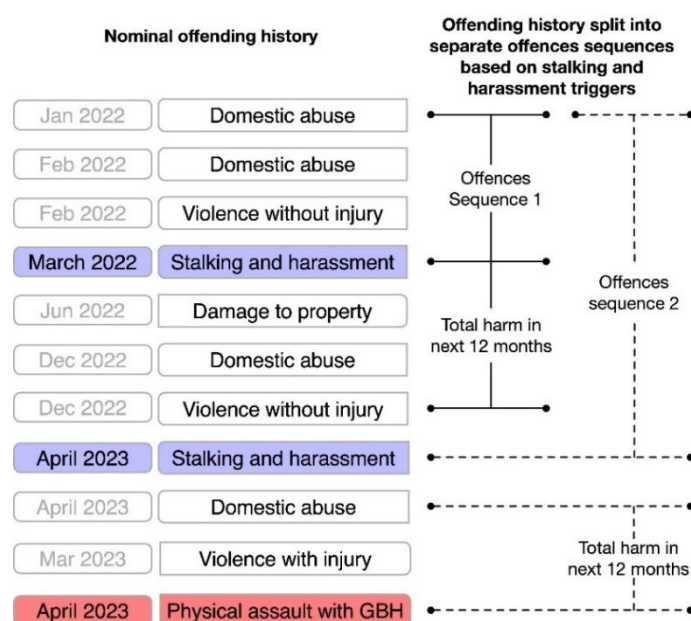 Nominal offending history
Offending history split into
separate offences sequences
based on stalking and
harassment triggers
Jan 2022 Domestic abuse
Feb 2022 Domestic abuse
Feb 2022 Violence without injury
Offences
Sequence 1
March 2022 Stalking and harassment
Offences
sequence 2
Jun 2022 Damage to property
Total harm in
next 12 months
Dec 2022 Domestic abuse
Dec 2022 Violence without injury
April 2023 Stalking and harassment
April 2023 Domestic abuse
Mar 2023 Violence with injury
Total harm in
next 12 months
April 2023 Physical assault with GBH